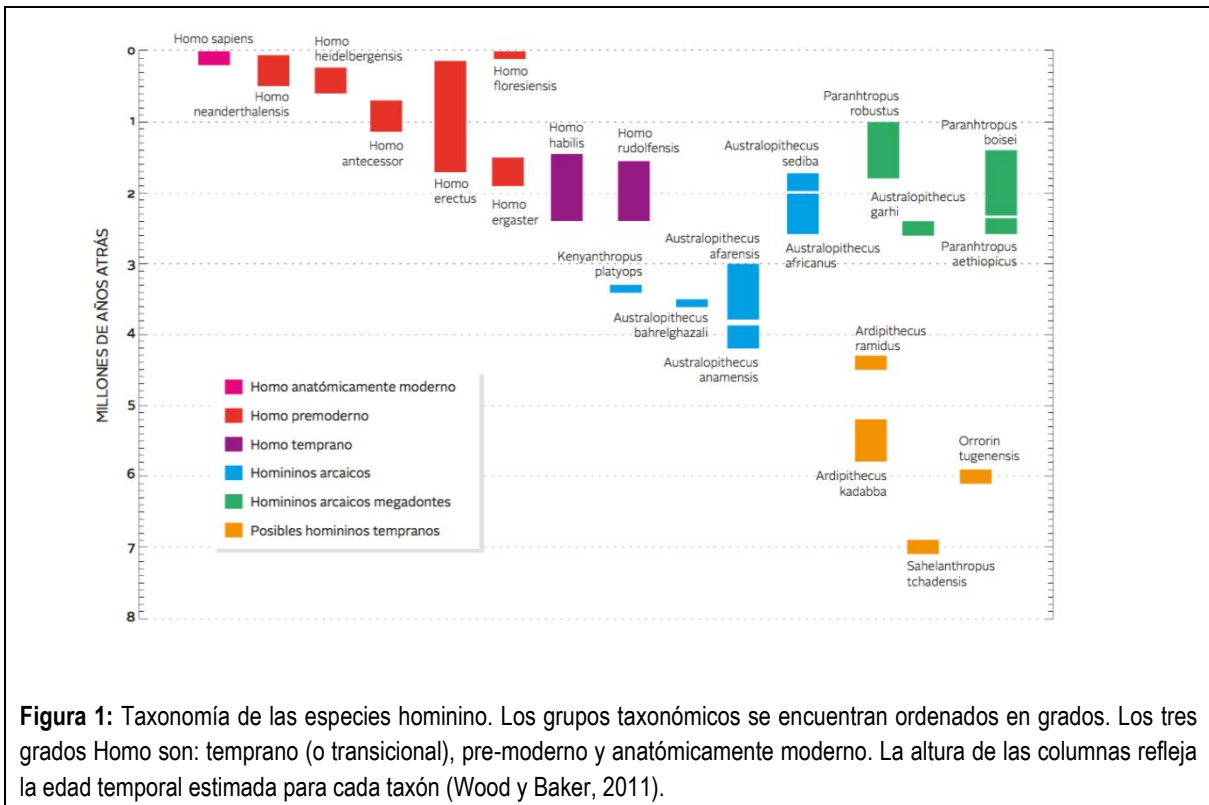 Homo sapiens
Homo
heidelbergensis
Homo
neanderthalensis
Homo
antecessor
Homo
erectus
Homo
floresiensis
Homo
ergaster
Homo
habilis
Homo
rudolfensis
Kenyanthropus
platyops
Australopithecus
bahrelghazali
Australopithecus
afarensis
Australopithecus
anamensis
Australopithecus
sediba
Australopithecus
africanus
Paranhtropus
robustus
Australopithecus
garhi
Paranhtropus
boisei
Paranhtropus
aethiopicus
Ardipithecus
ramidus
Ardipithecus
kadabba
Orrorin
tugenensis
Sahelanthropus
tchadensis
MILLONES DE AÑOS ATRÁS
0
1
2
3
4
5
6
7
8
Homo anatómicamente moderno
Homo premoderno
Homo temprano
Homininos arcaicos
Homininos arcaicos megadontes
Posibles homininos tempranos
Figura 1: Taxonomía de las especies hominino. Los grupos taxonómicos se encuentran ordenados en grados. Los tres
grados Homo son: temprano (o transicional), pre-moderno y anatómicamente moderno. La altura de las columnas refleja
la edad temporal estimada para cada taxón (Wood y Baker, 2011).